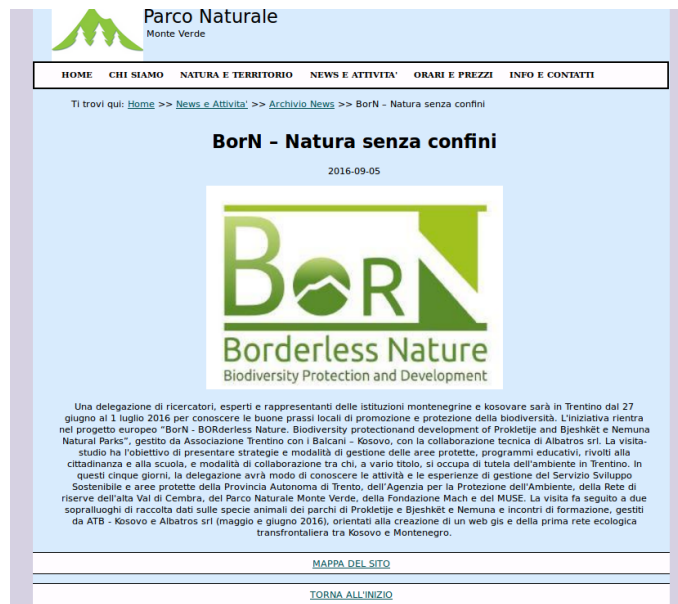 Parco Naturale
Monte Verde
HOME CHI SIAMO NATURA E TERRITORIO NEWS E ATTIVITA' ORARI E PREZZI INFO E CONTATTI
Ti trovi qui: Home >> News e Attivita' >> Archivio News >> BorN – Natura senza confini
BorN – Natura senza confini
2016-09-05
BORN
Borderless Nature
Biodiversity Protection and Development
Una delegazione di ricercatori, esperti e rappresentanti delle istituzioni montenegrine e kosovare sarà in Trentino dal 27
giugno al 1 luglio 2016 per conoscere le buone prassi locali di promozione e protezione della biodiversità. L'iniziativa rientra
nel progetto europeo “BorN - BORderless Nature. Biodiversity protectionand development of Prokletije and Bjeshkët e Nemuna
Natural Parks”, gestito da Associazione Trentino con i Balcani – Kosovo, con la collaborazione tecnica di Albatros srl. La visita-
studio ha l'obiettivo di presentare strategie e modalità di gestione delle aree protette, programmi educativi, rivolti alla
cittadinanza e alla scuola, e modalità di collaborazione tra chi, a vario titolo, si occupa di tutela dell'ambiente in Trentino. In
questi cinque giorni, la delegazione avrà modo di conoscere le attività e le esperienze di gestione del Servizio Sviluppo
Sostenibile e aree protette della Provincia Autonoma di Trento, dell’Agenzia per la Protezione dell'Ambiente, della Rete di
riserve dell'alta Val di Cembra, del Parco Naturale Monte Verde, della Fondazione Mach e del MUSE. La visita fa seguito a due
sopralluoghi di raccolta dati sulle specie animali dei parchi di Prokletije e Bjeshkët e Nemuna e incontri di formazione, gestiti
da ATB - Kosovo e Albatros srl (maggio e giugno 2016), orientati alla creazione di un web gis e della prima rete ecologica
transfrontaliera tra Kosovo e Montenegro.
MAPPA DEL SITO
TORNA ALL'INIZIO